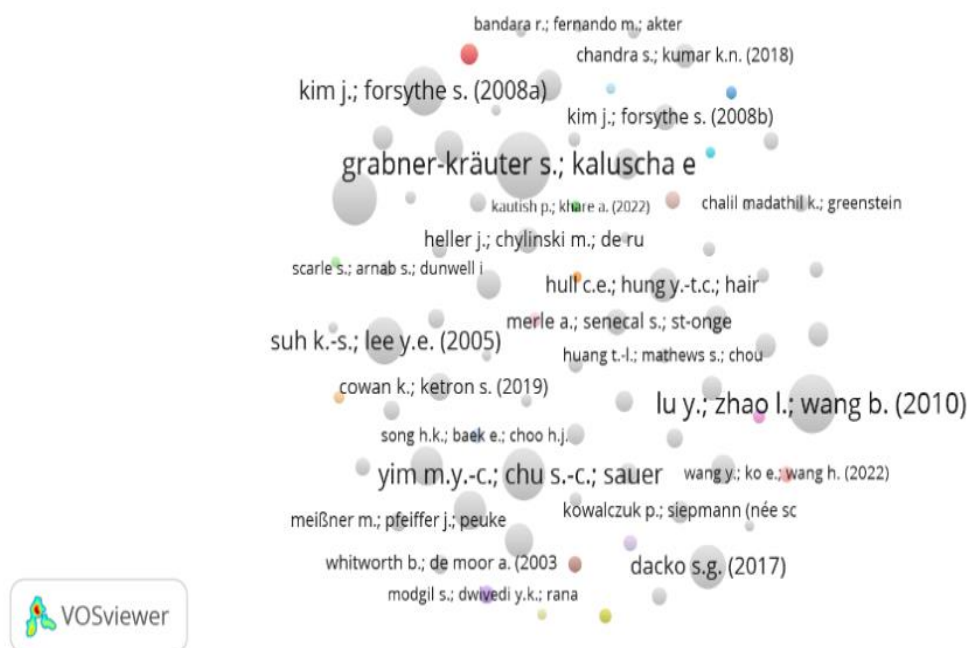 bandara r.; fernando m.; akter
chandra s.; kumar k.n. (2018)
kim j.; forsythe s. (2008a)
kim j.; forsythe s. (2008b)
grabner-kräuter s.; kaluscha e
kautish p.; khare a. (2022)
chalil madathil k.; greenstein
heller j.; chylinski m.; de ru
scarle s.; arnab s.; dunwell i
hull c.e.; hung y.-t.c.; hair
merle a.; senecal s.; st-onge
suh k.-s.; lee y.e. (2005)
huang t.-l.; mathews s.; chou
cowan k.; ketron s. (2019)
lu y.; zhao l.; wang b. (2010)
song h.k.; baek e.; choo h.j.
yim m.y.-c.; chu s.-c.; sauer
wang y.; ko e.; wang h. (2022)
meißner m.; pfeiffer j.; peuke
kowalczuk p.; siepmann (née sc
whitworth b.; de moor a. (2003
dacko s.g. (2017)
modgil s.; dwivedi y.k.; rana
VOSviewer